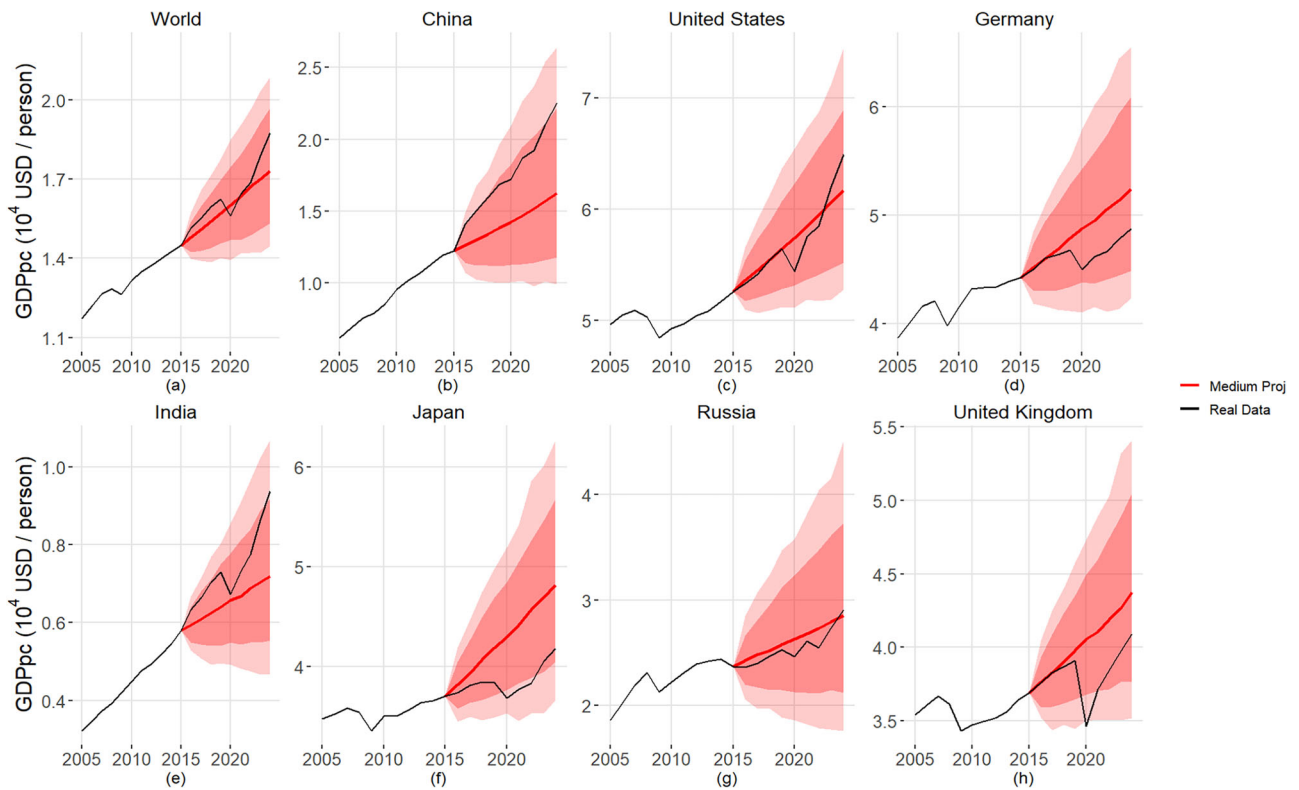 World
China
United States
Germany
GDPpc (10⁴ USD / person)
2.0
1.7
1.4
1.1
2.5
2.0
1.5
1.0
7
6
5
6
5
4
2005 2010 2015 2020
2005 2010 2015 2020
2005 2010 2015 2020
2005 2010 2015 2020
(a)
(b)
(c)
(d)
Medium Proj
Real Data
India
Japan
Russia
United Kingdom
GDPpc (10⁴ USD / person)
1.0
0.8
0.6
0.4
6
5
4
4
3
2
5.5
5.0
4.5
4.0
3.5
2005 2010 2015 2020
2005 2010 2015 2020
2005 2010 2015 2020
2005 2010 2015 2020
(e)
(f)
(g)
(h)